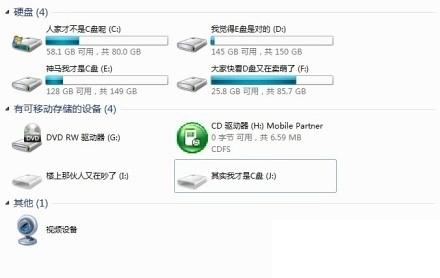 硬盘 (4)
人家才不是C盘呢 (C:)
58.1 GB 可用，共 80.0 GB
我觉得E盘是对的 (D:)
145 GB 可用，共 150 GB
神马我才是C盘 (E:)
128 GB 可用，共 149 GB
大家快看D盘又在卖萌了 (F:)
25.8 GB 可用，共 85.7 GB
有可移动存储的设备 (4)
DVD RW 驱动器 (G:)
CD 驱动器 (H:) Mobile Partner
0 字节 可用，共 6.59 MB
CDFS
楼上那伙人又在吵了 (I:)
其实我才是C盘 (J:)
其他 (1)
视频设备